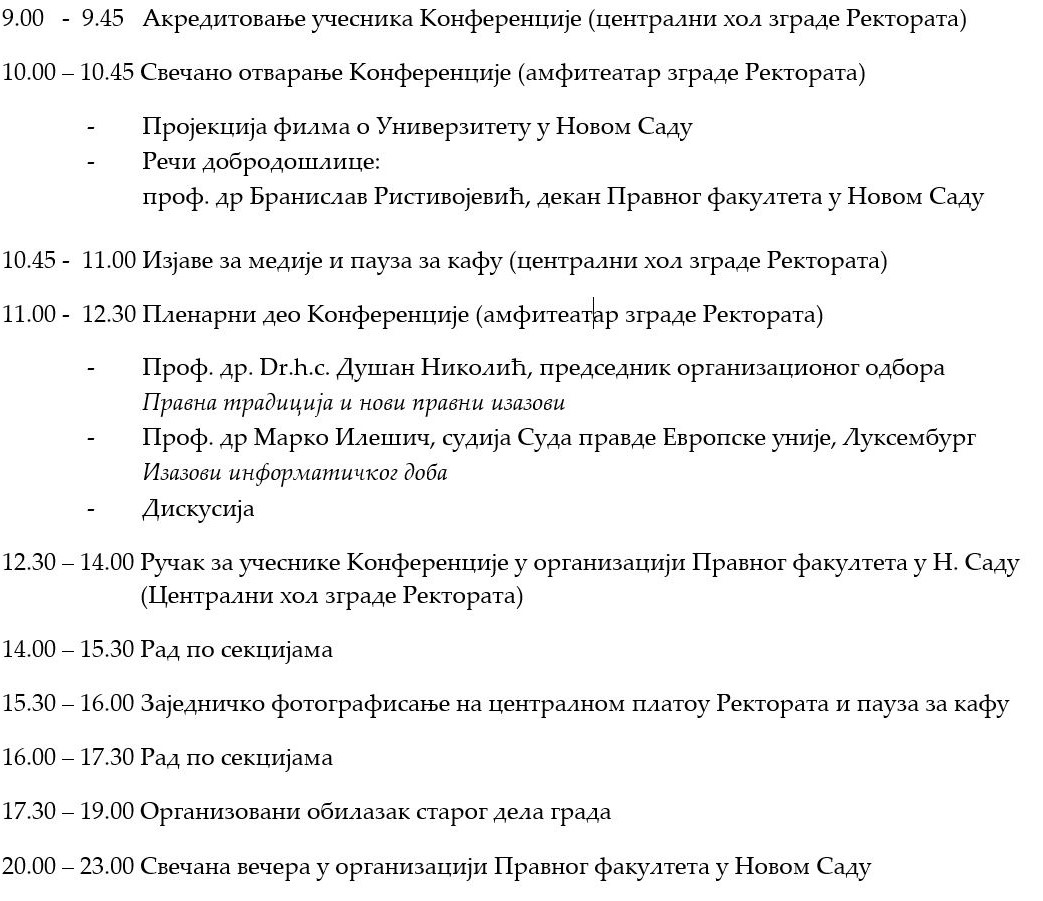 9.00 - 9.45 Акредитовање учесника Конференције (централни хол зграде Ректората)
10.00 – 10.45 Свечано отварање Конференције (амфитеатар зграде Ректората)
- Пројекција филма о Универзитету у Новом Саду
- Речи добродошлице:
проф. др Бранислав Ристивојевић, декан Правног факултета у Новом Саду
10.45 - 11.00 Изјаве за медије и пауза за кафу (централни хол зграде Ректората)
11.00 - 12.30 Пленарни део Конференције (амфитеатар зграде Ректората)
- Проф. др. Dr.h.c. Душан Николић, председник организационог одбора
Правна традиција и нови правни изазови
- Проф. др Марко Илешич, судија Суда правде Европске уније, Луксембург
Изазови информатичког доба
- Дискусија
12.30 – 14.00 Ручак за учеснике Конференције у организацији Правног факултета у Н. Саду
(Централни хол зграде Ректората)
14.00 – 15.30 Рад по секцијама
15.30 – 16.00 Заједничко фотографисање на централном платоу Ректората и пауза за кафу
16.00 – 17.30 Рад по секцијама
17.30 – 19.00 Организовани обилазак старог дела града
20.00 – 23.00 Свечана вечера у организацији Правног факултета у Новом Саду